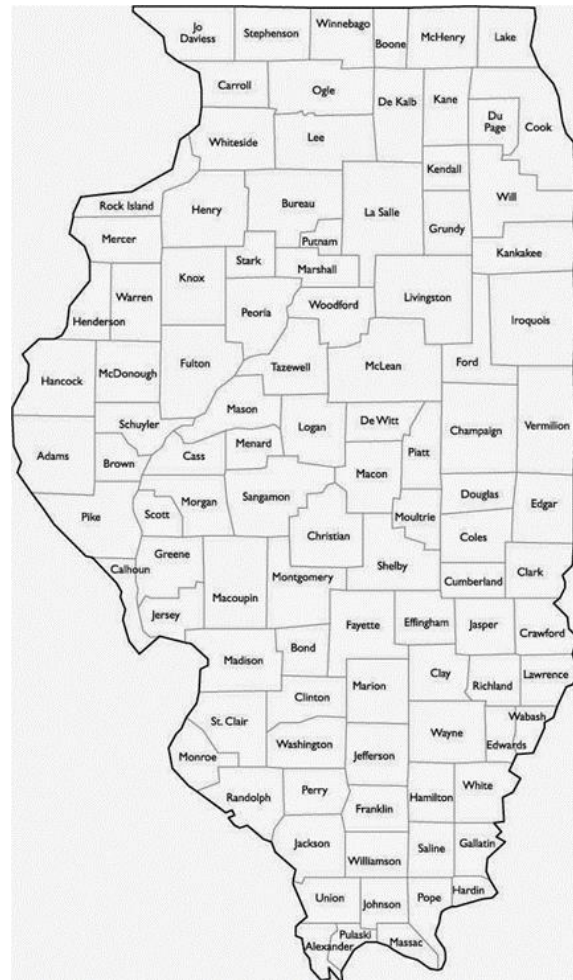 Jo
Daviess
Stephenson
Winnebago
Boone
McHenry
Lake
Carroll
Ogle
De Kalb
Kane
Du
Page
Cook
Whiteside
Lee
Kendall
Will
Rock Island
Henry
Bureau
La Salle
Grundy
Mercer
Putnam
Kankakee
Stark
Marshall
Knox
Warren
Henderson
Peoria
Woodford
Livingston
Iroquois
Hancock
McDonough
Fulton
Tazewell
McLean
Ford
Schuyler
Mason
Logan
De Witt
Piatt
Champaign
Vermilion
Adams
Brown
Cass
Menard
Macon
Pike
Scott
Morgan
Sangamon
Christian
Moultrie
Douglas
Edgar
Coles
Calhoun
Greene
Macoupin
Montgomery
Shelby
Cumberland
Clark
Jersey
Fayette
Effingham
Jasper
Crawford
Madison
Bond
Clinton
Marion
Clay
Richland
Lawrence
St. Clair
Washington
Jefferson
Wayne
Wabash
Edwards
Monroe
Randolph
Perry
Franklin
Hamilton
White
Jackson
Williamson
Saline
Gallatin
Union
Johnson
Pope
Hardin
Alexander
Pulaski
Massac